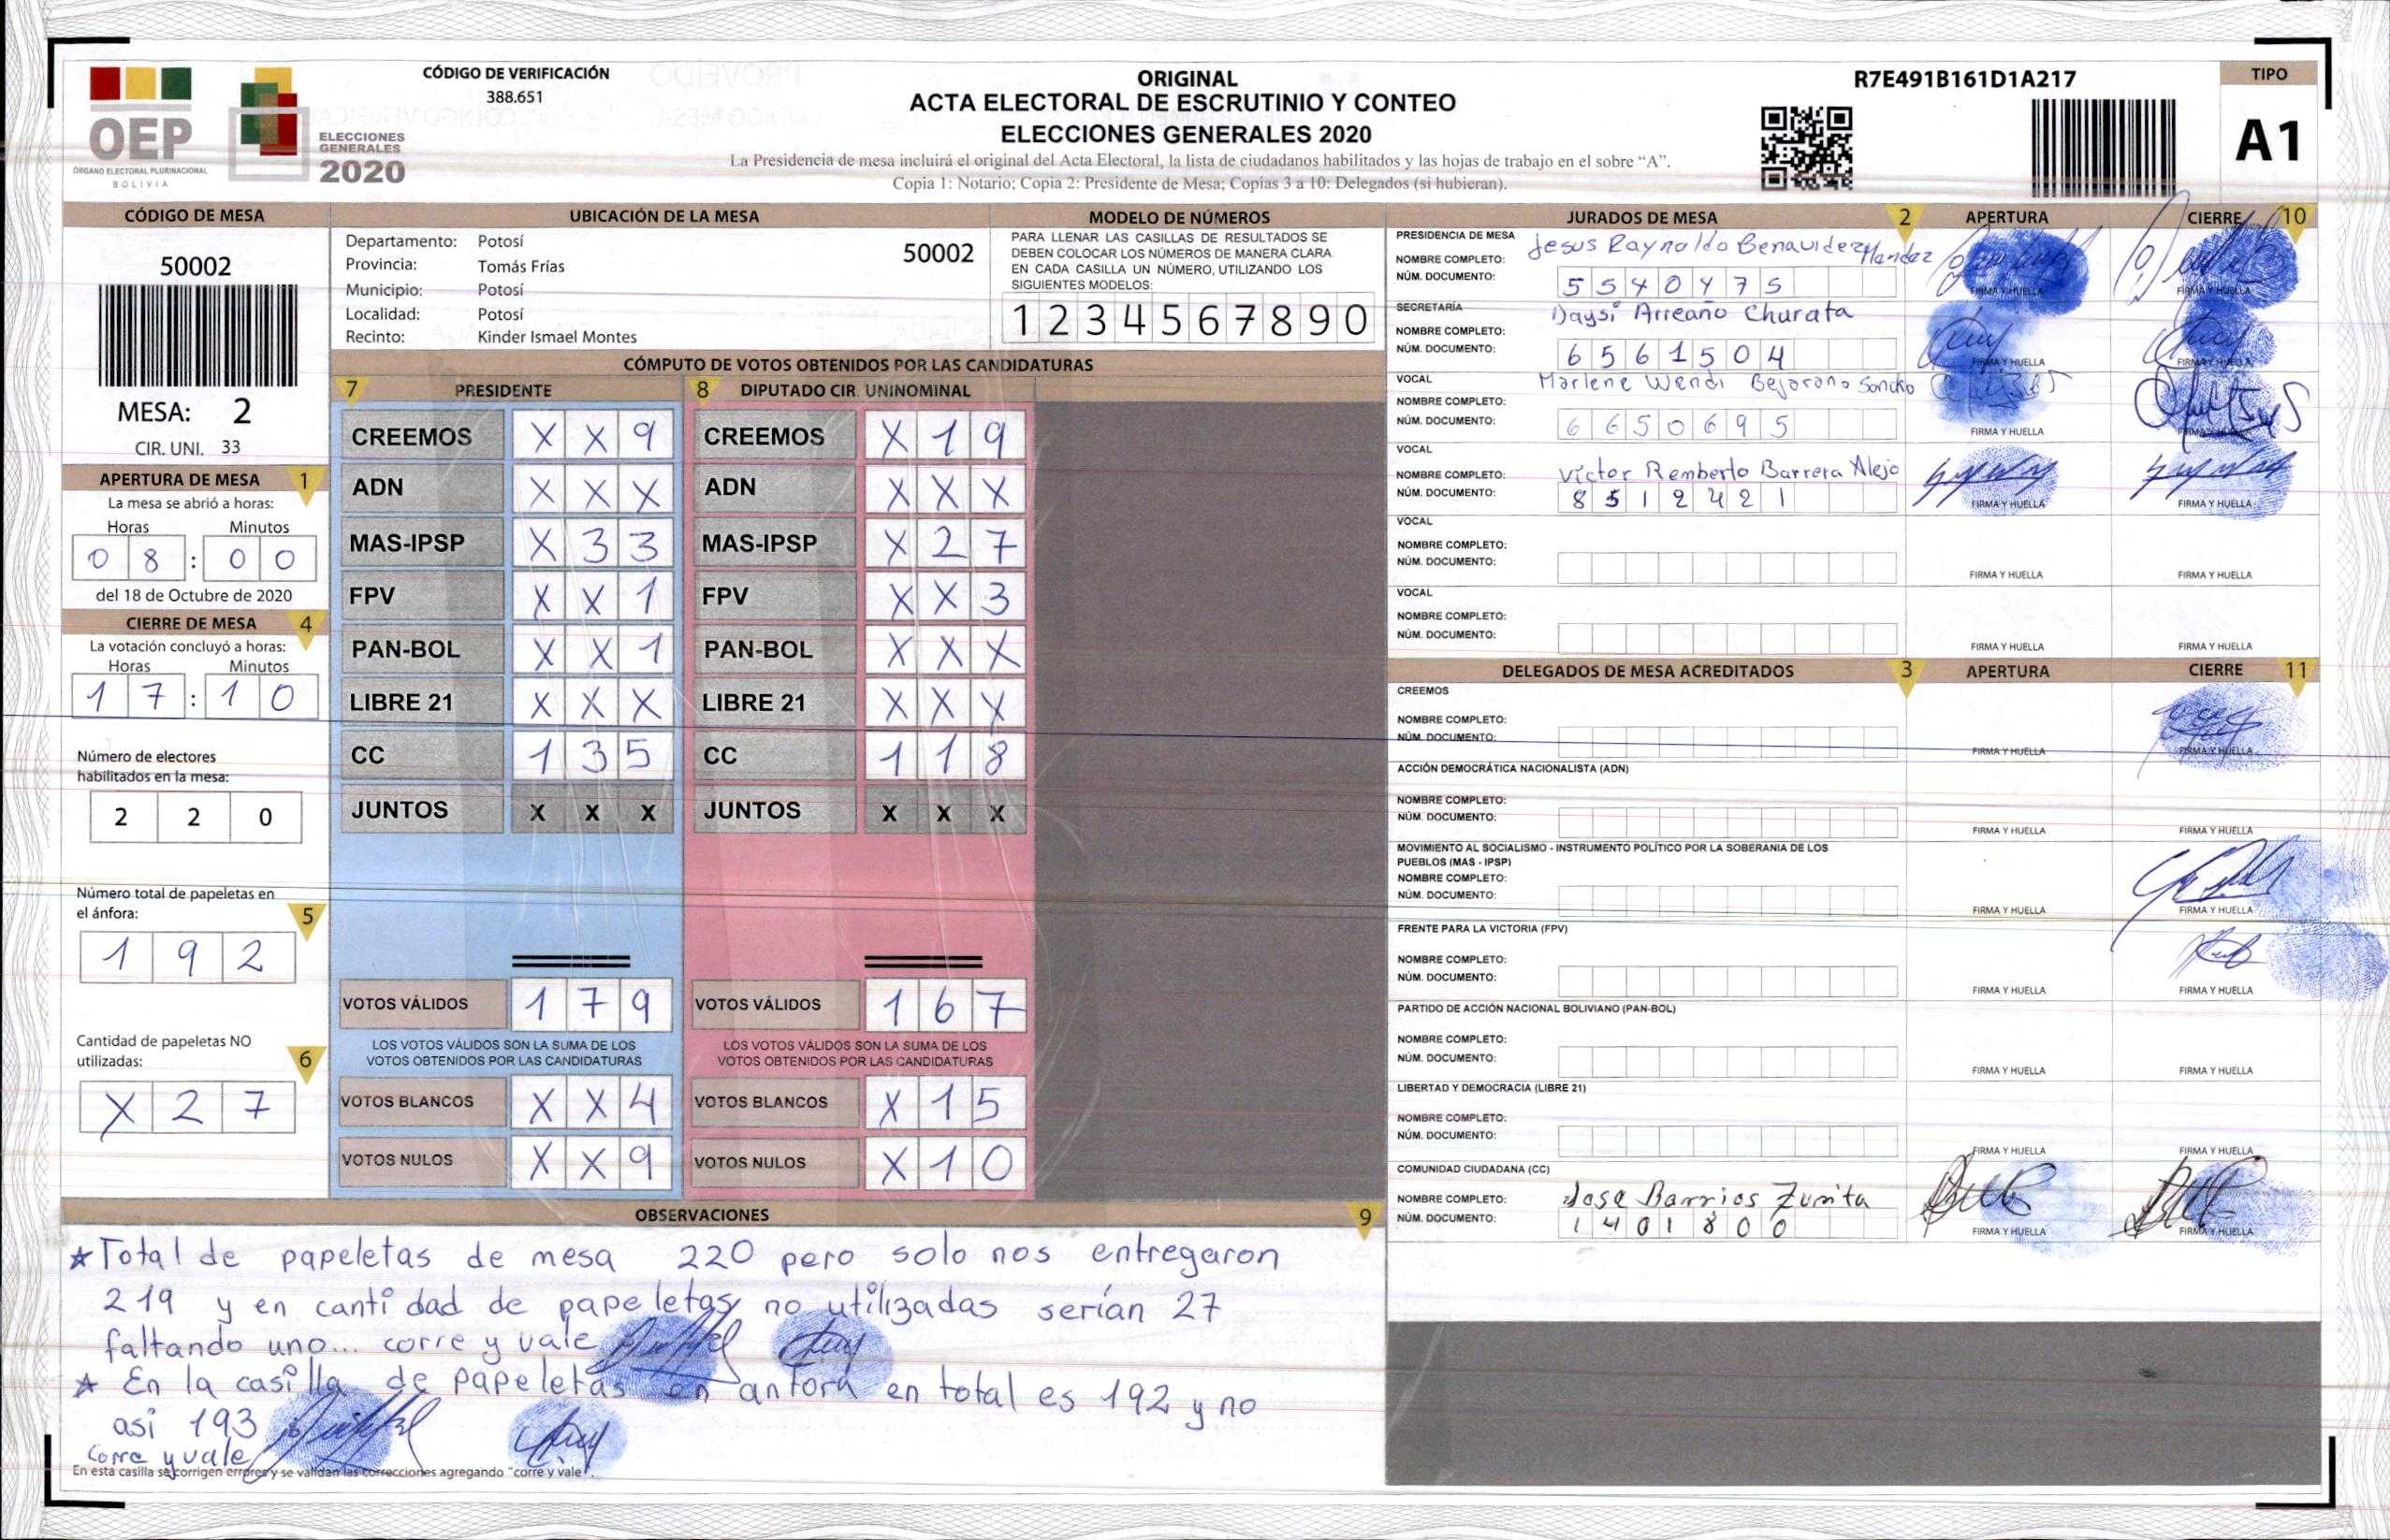 CÓDIGO DE VERIFICACIÓN
388.651
OEP
ÓRGANO ELECTORAL PLURINACIONAL
BOLIVIA
ELECCIONES
GENERALES
2020
ORIGINAL
ACTA ELECTORAL DE ESCRUTINIO Y CONTEO
ELECCIONES GENERALES 2020
La Presidencia de mesa incluirá el original del Acta Electoral, la lista de ciudadanos habilitados y las hojas de trabajo en el sobre “A”.
Copia 1: Notario; Copia 2: Presidente de Mesa; Copias 3 a 10: Delegados (si hubieran).
R7E491B161D1A217
TIPO
A1
CÓDIGO DE MESA
50002
MESA: 2
CIR. UNI. 33
APERTURA DE MESA 1
La mesa se abrió a horas:
Horas Minutos
0 8 : 0 0
del 18 de Octubre de 2020
CIERRE DE MESA 4
La votación concluyó a horas:
Horas Minutos
1 7 : 1 0
Número de electores
habilitados en la mesa:
2 2 0
Número total de papeletas en
el ánfora: 5
1 9 2
Cantidad de papeletas NO
utilizadas: 6
X 2 7
UBICACIÓN DE LA MESA
Departamento: Potosí 50002
Provincia: Tomás Frías
Municipio: Potosí
Localidad: Potosí
Recinto: Kinder Ismael Montes
MODELO DE NÚMEROS
PARA LLENAR LAS CASILLAS DE RESULTADOS SE
DEBEN COLOCAR LOS NÚMEROS DE MANERA CLARA
EN CADA CASILLA UN NÚMERO, UTILIZANDO LOS
SIGUIENTES MODELOS:
1 2 3 4 5 6 7 8 9 0
CÓMPUTO DE VOTOS OBTENIDOS POR LAS CANDIDATURAS
7 PRESIDENTE 8 DIPUTADO CIR. UNINOMINAL
CREEMOS X X 9 CREEMOS X 1 9
ADN X X X ADN X X X
MAS-IPSP X 3 3 MAS-IPSP X 2 7
FPV X X 1 FPV X X 3
PAN-BOL X X 1 PAN-BOL X X X
LIBRE 21 X X X LIBRE 21 X X X
CC 1 3 5 CC 1 1 8
JUNTOS X X X JUNTOS X X X
VOTOS VÁLIDOS 1 7 9 VOTOS VÁLIDOS 1 6 7
LOS VOTOS VÁLIDOS SON LA SUMA DE LOS LOS VOTOS VÁLIDOS SON LA SUMA DE LOS
VOTOS OBTENIDOS POR LAS CANDIDATURAS VOTOS OBTENIDOS POR LAS CANDIDATURAS
VOTOS BLANCOS X X 4 VOTOS BLANCOS X 1 5
VOTOS NULOS X X 9 VOTOS NULOS X 1 0
OBSERVACIONES 9
★ Total de papeletas de mesa 220 pero solo nos entregaron
219 y en cantidad de papeletas no utilizadas serían 27
faltando uno... corre y vale
★ En la casilla de papeletas en anfora en total es 192 y no
asi 193
corre y vale
En esta casilla se corrigen errores y se validan las correcciones agregando "corre y vale".
JURADOS DE MESA 2 APERTURA CIERRE 10
PRESIDENCIA DE MESA
NOMBRE COMPLETO: Jesus Raynaldo Benavidez
NÚM. DOCUMENTO: 5 5 4 0 4 7 5
FIRMA Y HUELLA FIRMA Y HUELLA
SECRETARÍA
NOMBRE COMPLETO: Daysi Arreaño Churata
NÚM. DOCUMENTO: 6 5 6 1 5 0 4
FIRMA Y HUELLA FIRMA Y HUELLA
VOCAL
NOMBRE COMPLETO: Marlene Wendi Bejarano Soncko
NÚM. DOCUMENTO: 6 6 5 0 6 9 5
FIRMA Y HUELLA FIRMA Y HUELLA
VOCAL
NOMBRE COMPLETO: Victor Remberto Barrera Alejo
NÚM. DOCUMENTO: 8 5 1 2 4 2 1
FIRMA Y HUELLA FIRMA Y HUELLA
VOCAL
NOMBRE COMPLETO:
NÚM. DOCUMENTO:
FIRMA Y HUELLA FIRMA Y HUELLA
VOCAL
NOMBRE COMPLETO:
NÚM. DOCUMENTO:
FIRMA Y HUELLA FIRMA Y HUELLA
DELEGADOS DE MESA ACREDITADOS 3 APERTURA CIERRE 11
CREEMOS
NOMBRE COMPLETO:
NÚM. DOCUMENTO:
FIRMA Y HUELLA FIRMA Y HUELLA
ACCIÓN DEMOCRÁTICA NACIONALISTA (ADN)
NOMBRE COMPLETO:
NÚM. DOCUMENTO:
FIRMA Y HUELLA FIRMA Y HUELLA
MOVIMIENTO AL SOCIALISMO - INSTRUMENTO POLÍTICO POR LA SOBERANIA DE LOS
PUEBLOS (MAS - IPSP)
NOMBRE COMPLETO:
NÚM. DOCUMENTO:
FIRMA Y HUELLA FIRMA Y HUELLA
FRENTE PARA LA VICTORIA (FPV)
NOMBRE COMPLETO:
NÚM. DOCUMENTO:
FIRMA Y HUELLA FIRMA Y HUELLA
PARTIDO DE ACCIÓN NACIONAL BOLIVIANO (PAN-BOL)
NOMBRE COMPLETO:
NÚM. DOCUMENTO:
FIRMA Y HUELLA FIRMA Y HUELLA
LIBERTAD Y DEMOCRACIA (LIBRE 21)
NOMBRE COMPLETO:
NÚM. DOCUMENTO:
FIRMA Y HUELLA FIRMA Y HUELLA
COMUNIDAD CIUDADANA (CC)
NOMBRE COMPLETO: Jose Barrios Zurita
NÚM. DOCUMENTO: 1 4 0 1 8 0 0
FIRMA Y HUELLA FIRMA Y HUELLA